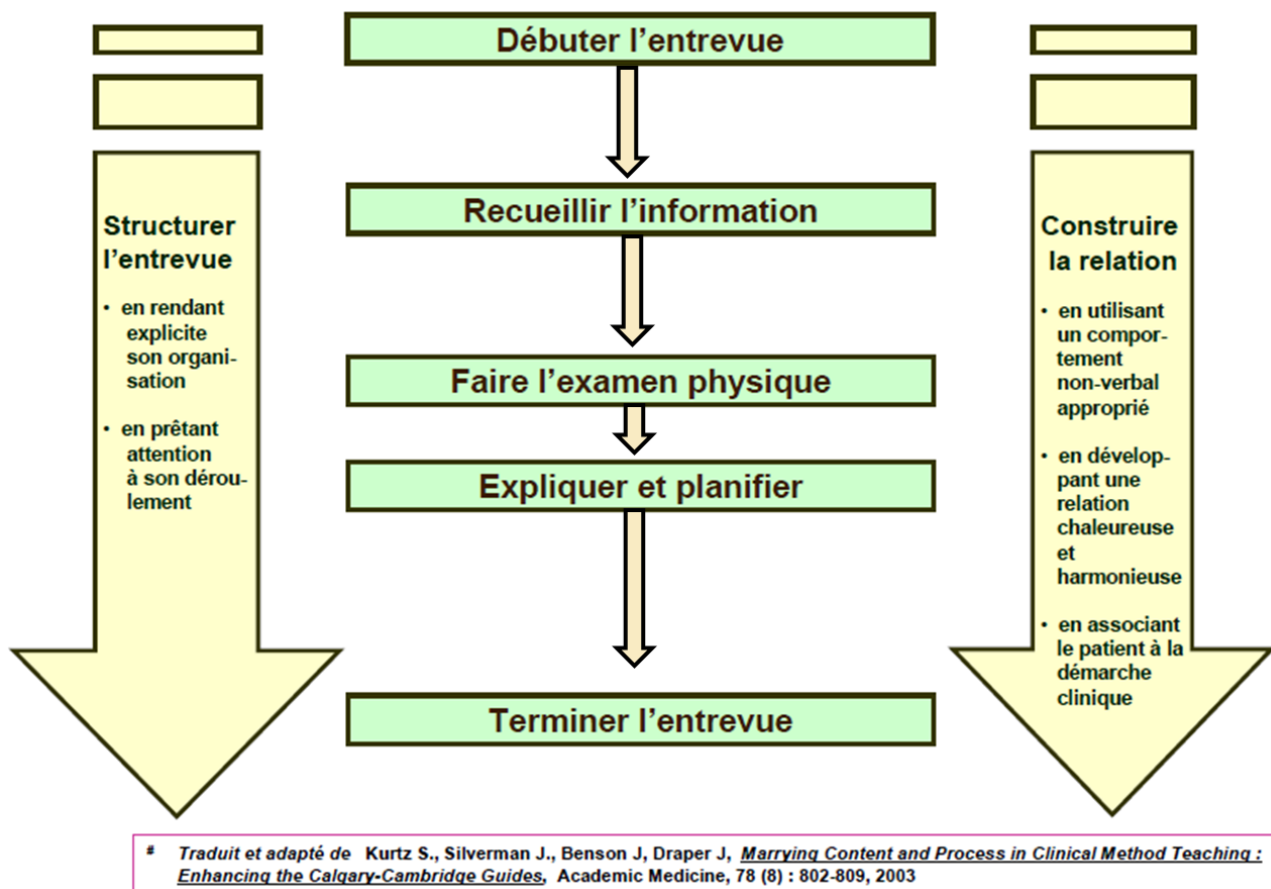 Débuter l'entrevue
Recueillir l'information
Faire l'examen physique
Expliquer et planifier
Terminer l'entrevue
Structurer
l'entrevue
• en rendant
explicite
son organi-
sation
• en prêtant
attention
à son dérou-
lement
Construire
la relation
• en utilisant
un compor-
tement
non-verbal
approprié
• en dévelop-
pant une
relation
chaleureuse
et
harmonieuse
• en associant
le patient à la
démarche
clinique
# Traduit et adapté de Kurtz S., Silverman J., Benson J, Draper J, Marrying Content and Process in Clinical Method Teaching :
Enhancing the Calgary-Cambridge Guides, Academic Medicine, 78 (8) : 802-809, 2003